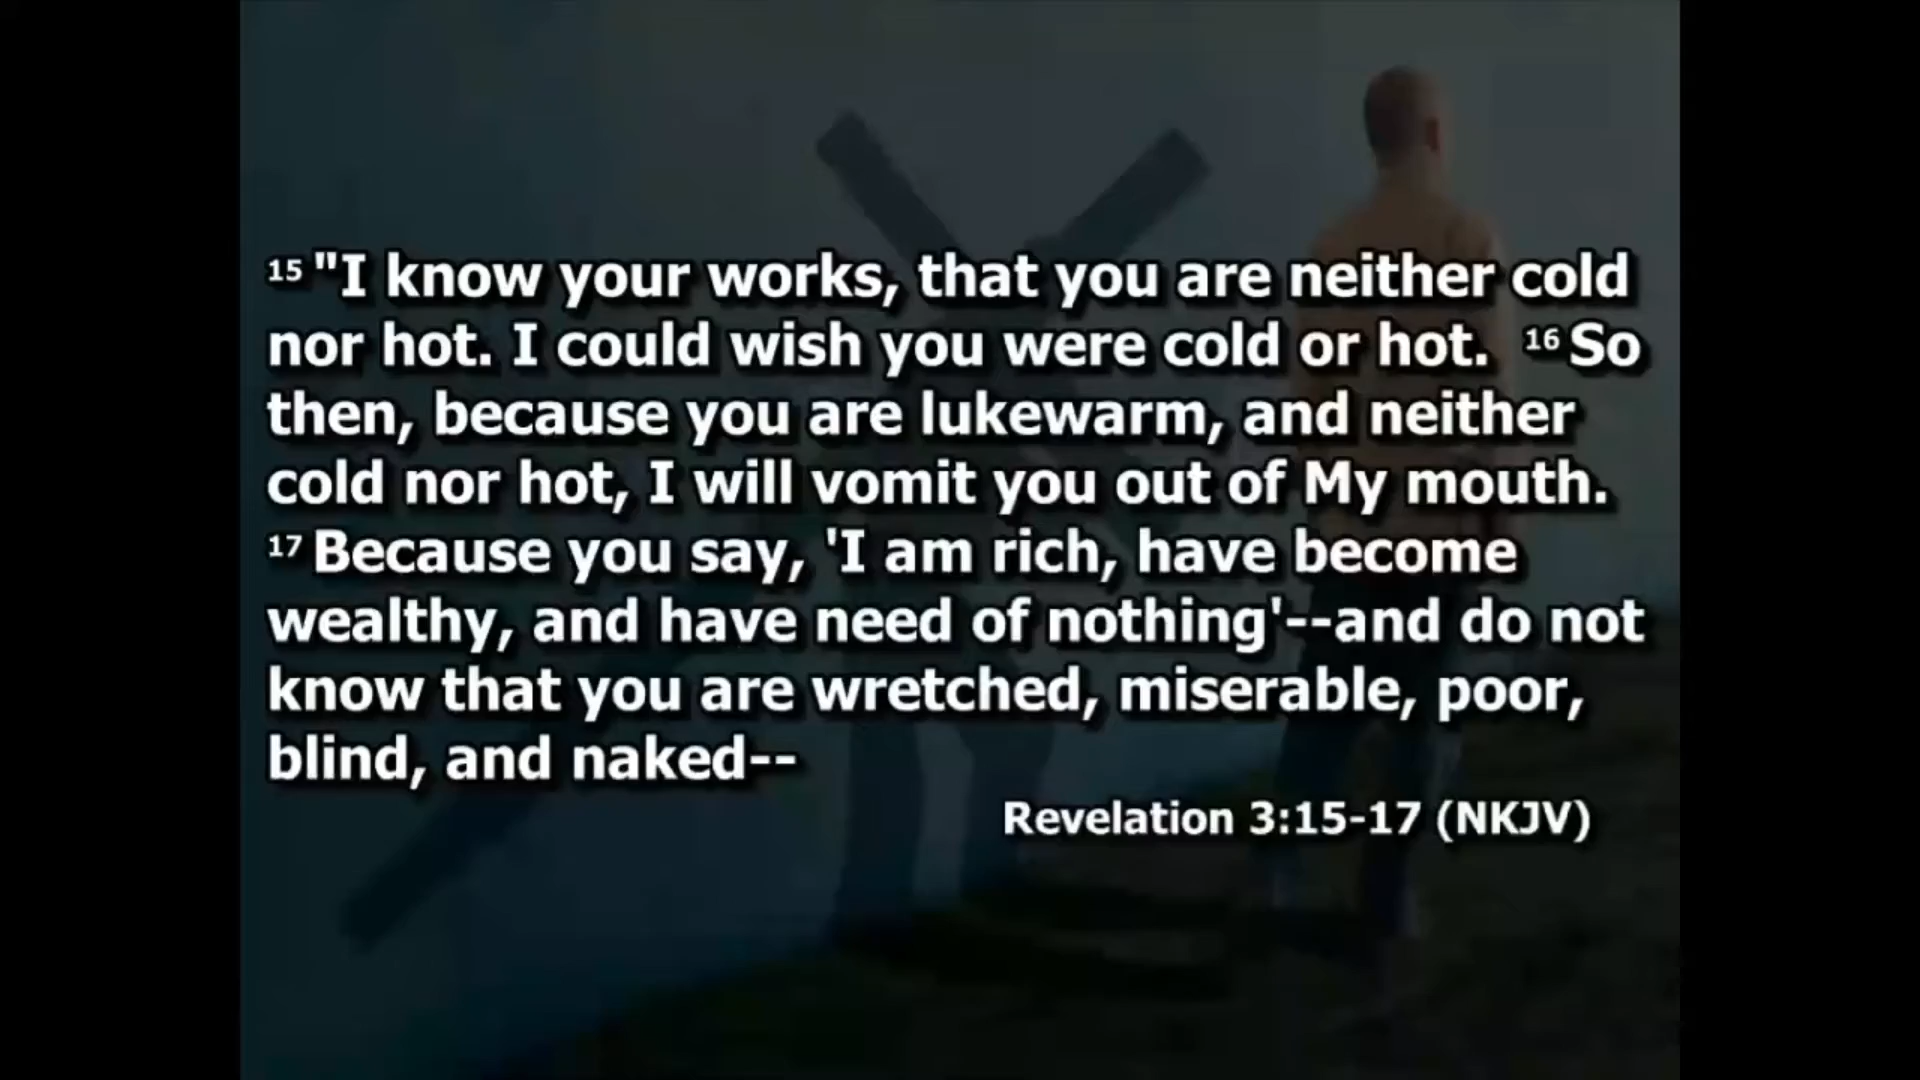 15 "I know your works, that you are neither cold
nor hot. I could wish you were cold or hot. 16 So
then, because you are lukewarm, and neither
cold nor hot, I will vomit you out of My mouth.
17 Because you say, 'I am rich, have become
wealthy, and have need of nothing'--and do not
know that you are wretched, miserable, poor,
blind, and naked--
Revelation 3:15-17 (NKJV)